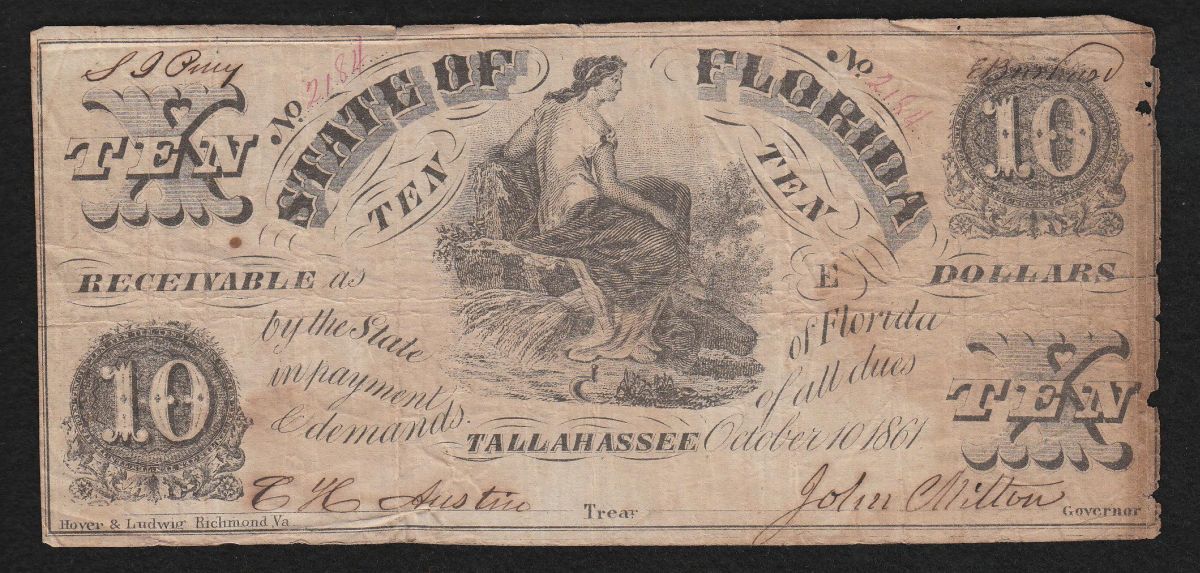 S I Perry
X
TEN
No 2184
STATE OF FLORIDA
No 2184
10
TEN
TEN
RECEIVABLE as
E
DOLLARS
by the State
of Florida
in payment
of all dues
& demands.
TALLAHASSEE October 10 1861
10
X
TEN
C H Austin
Treas
John Milton
Governor
Hoyer & Ludwig Richmond Va